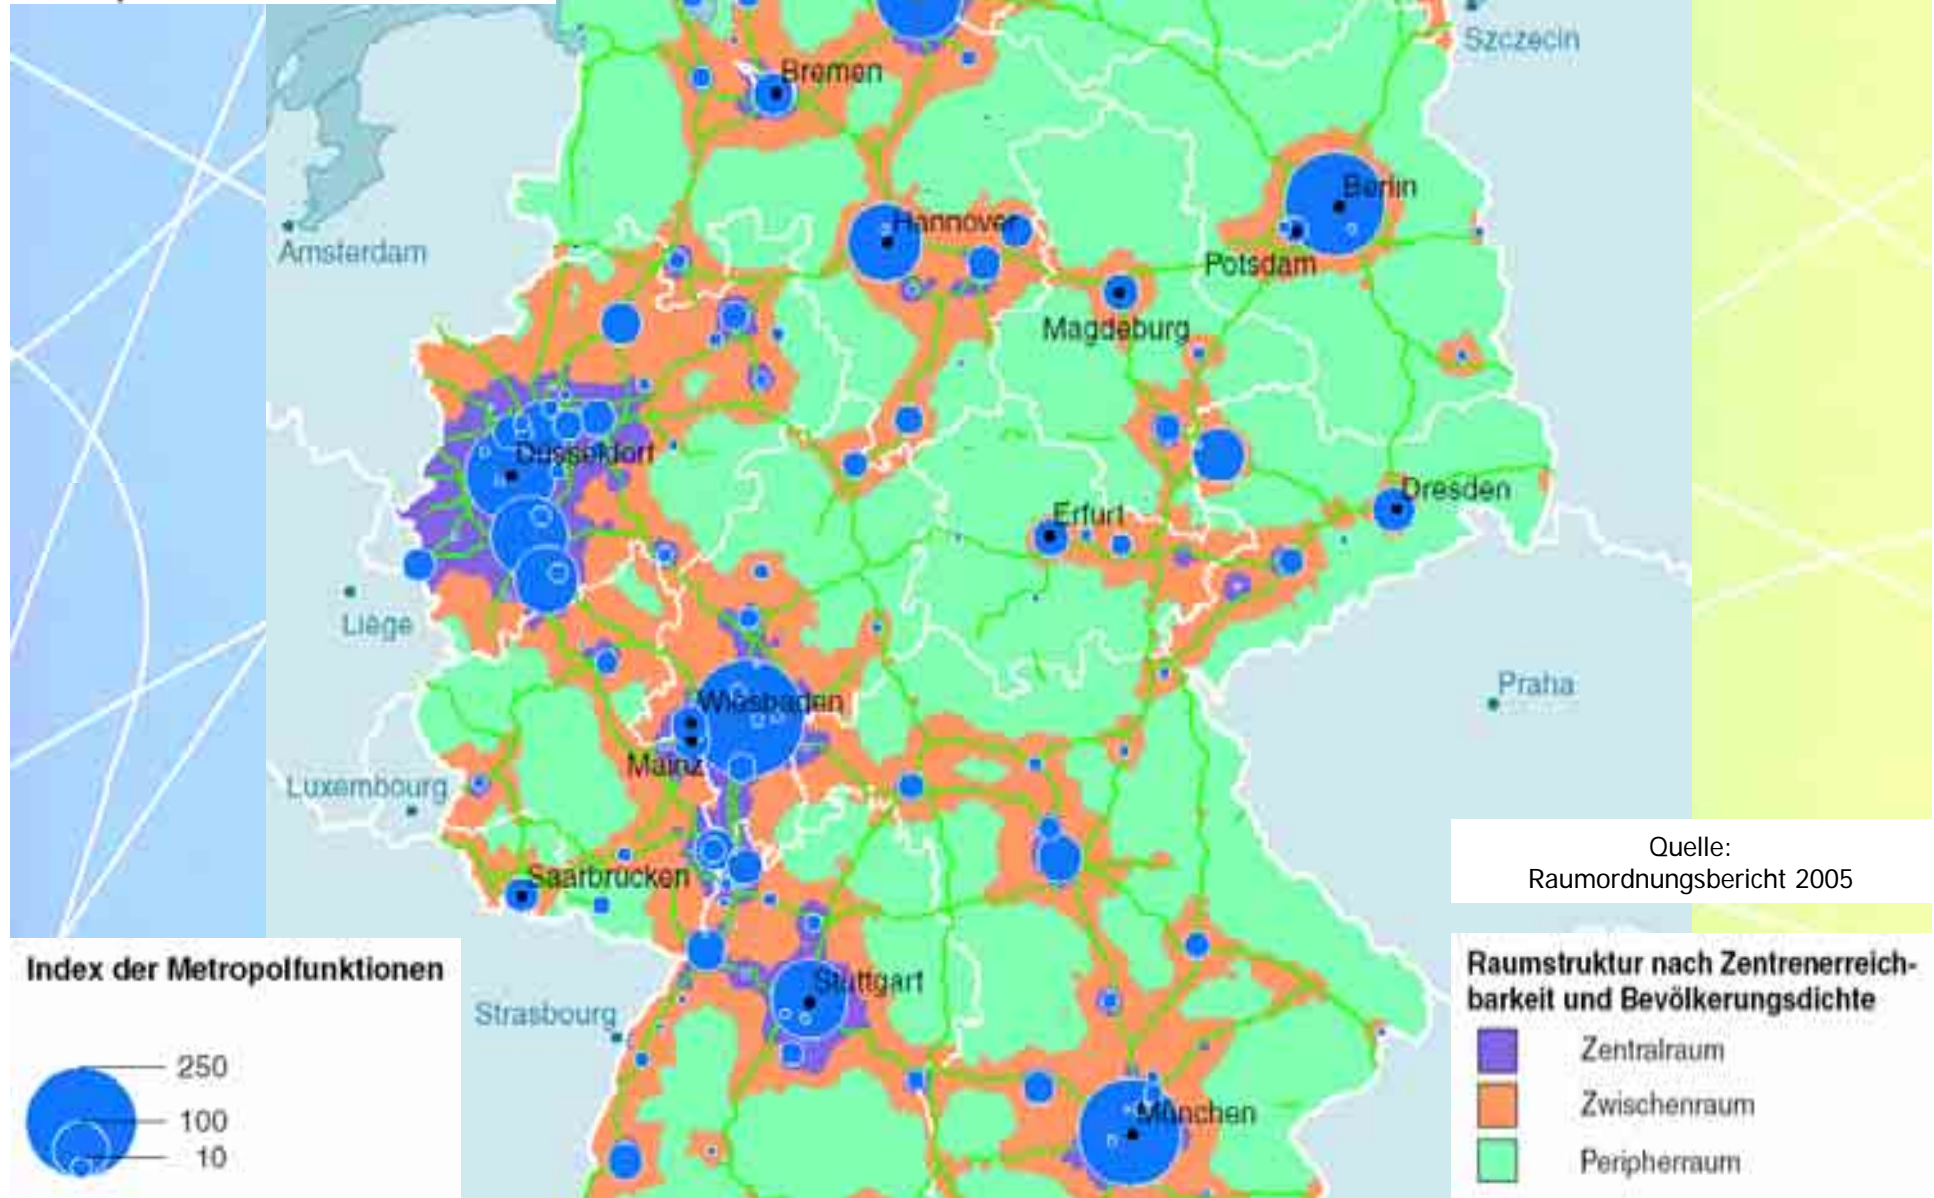 Szczecin
Bremen
Berlin
Hannover
Amsterdam
Potsdam
Magdeburg
Düsseldorf
Dresden
Erfurt
Liège
Praha
Wiesbaden
Mainz
Luxembourg
Quelle:
Raumordnungsbericht 2005
Saarbrücken
Index der Metropolfunktionen
250
100
10
Stuttgart
Strasbourg
München
Raumstruktur nach Zentrenerreich-
barkeit und Bevölkerungsdichte
Zentralraum
Zwischenraum
Peripherraum